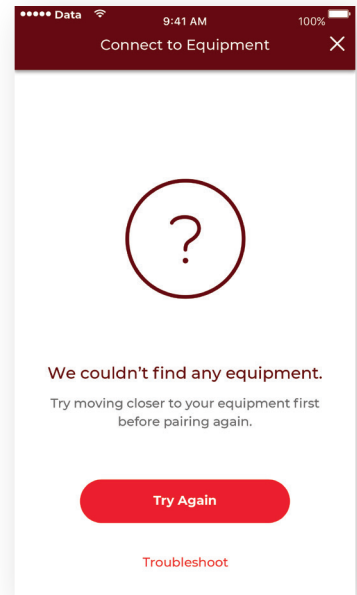 Data 9:41 AM 100%
Connect to Equipment
?
We couldn't find any equipment.
Try moving closer to your equipment first
before pairing again.
Try Again
Troubleshoot